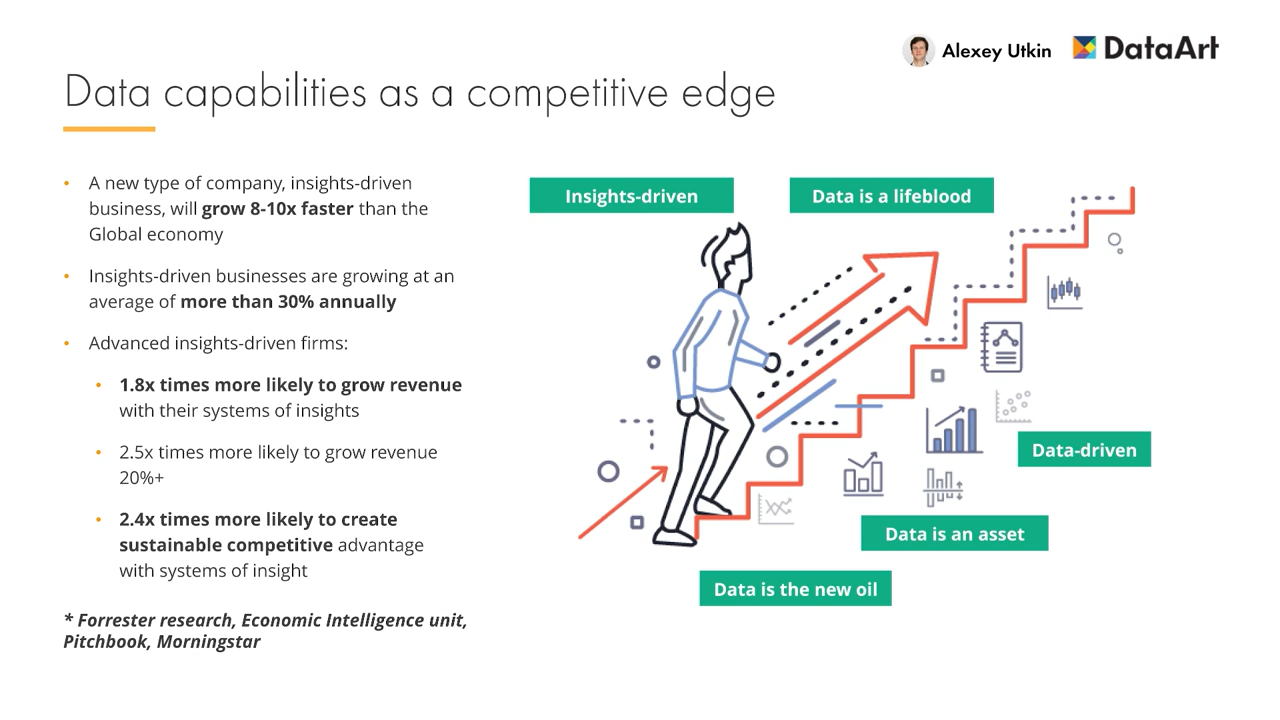 Alexey Utkin
DataArt
Data capabilities as a competitive edge
• A new type of company, insights-driven
business, will grow 8-10x faster than the
Global economy
• Insights-driven businesses are growing at an
average of more than 30% annually
• Advanced insights-driven firms:
• 1.8x times more likely to grow revenue
with their systems of insights
• 2.5x times more likely to grow revenue
20%+
• 2.4x times more likely to create
sustainable competitive advantage
with systems of insight
* Forrester research, Economic Intelligence unit,
Pitchbook, Morningstar
Insights-driven
Data is a lifeblood
Data-driven
Data is an asset
Data is the new oil